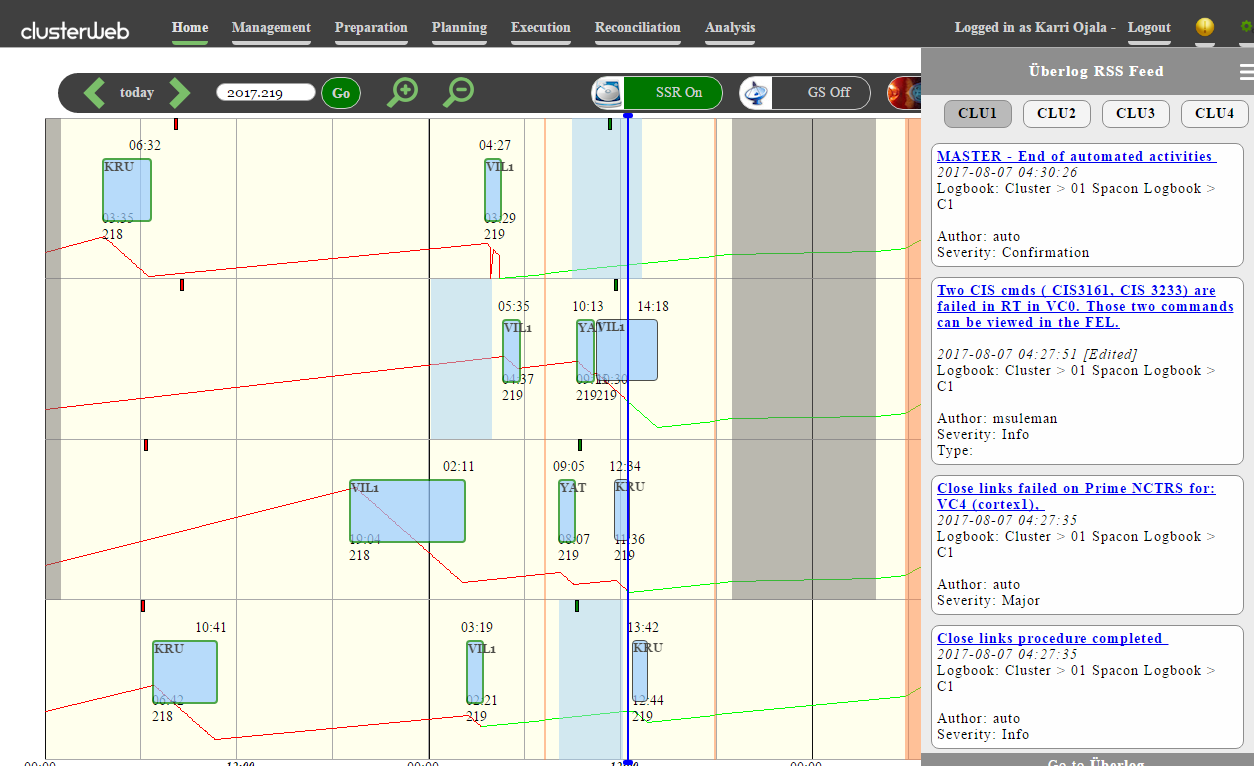 clusterweb Home Management Preparation Planning Execution Reconciliation Analysis Logged in as Karri Ojala - Logout
today 2017.219 Go SSR On GS Off
06:32 04:27
KRU VIL1
03:35 03:29
218 219
05:35 10:13 14:18
VIL1 YA VIL1
04:37
219 219 219
02:11 09:05 12:34
VIL1 YAT KRU
19:04 08:07 11:36
218 219 219
10:41 03:19 13:42
KRU VIL1 KRU
06:42 02:21 12:44
218 219 219
00:00 12:00 00:00 12:00 00:00
Überlog RSS Feed
CLU1 CLU2 CLU3 CLU4
MASTER - End of automated activities
2017-08-07 04:30:26
Logbook: Cluster > 01 Spacon Logbook >
C1
Author: auto
Severity: Confirmation
Two CIS cmds ( CIS3161, CIS 3233) are
failed in RT in VC0. Those two commands
can be viewed in the FEL.
2017-08-07 04:27:51 [Edited]
Logbook: Cluster > 01 Spacon Logbook >
C1
Author: msuleman
Severity: Info
Type:
Close links failed on Prime NCTRS for:
VC4 (cortex1),
2017-08-07 04:27:35
Logbook: Cluster > 01 Spacon Logbook >
C1
Author: auto
Severity: Major
Close links procedure completed
2017-08-07 04:27:35
Logbook: Cluster > 01 Spacon Logbook >
C1
Author: auto
Severity: Info
Go to Überlog